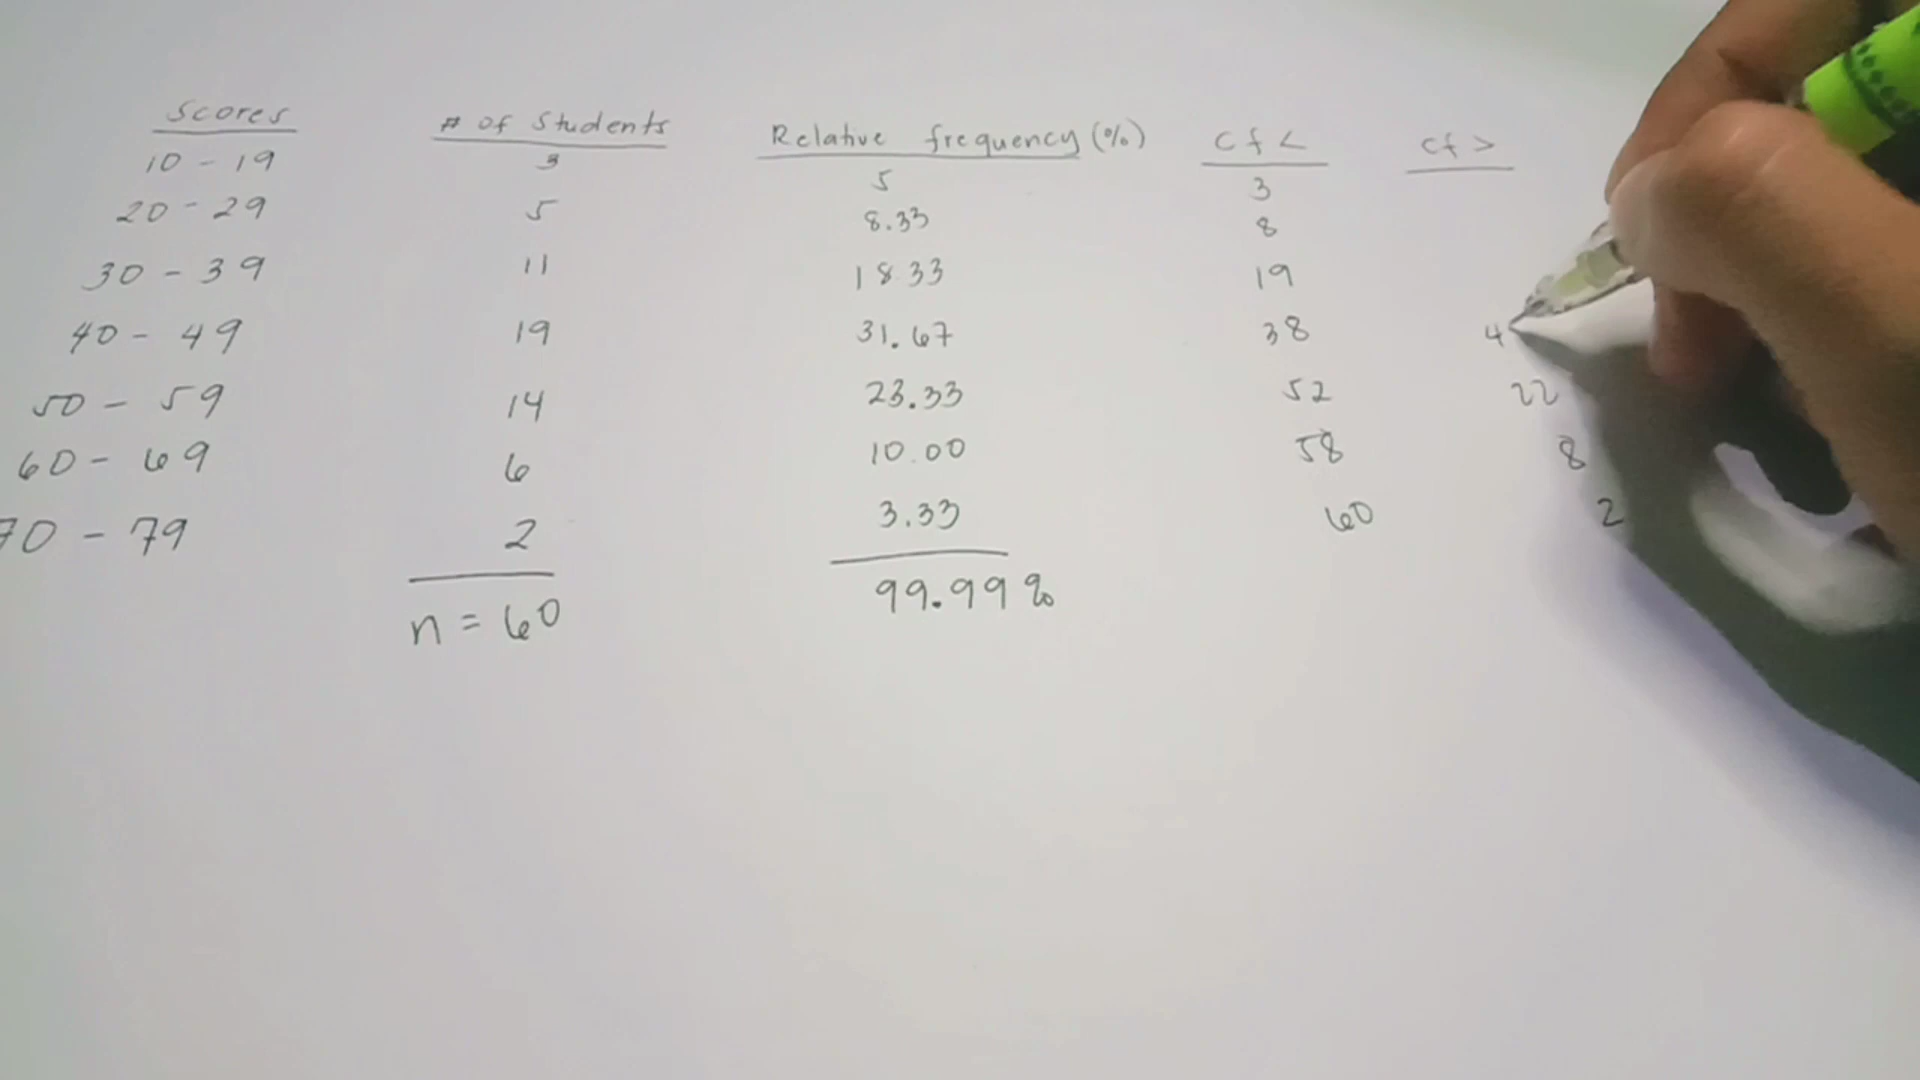 Scores # of Students Relative frequency (%) cf < cf >
10 - 19 3 5 3
20 - 29 5 8.33 8
30 - 39 11 18.33 19
40 - 49 19 31.67 38 4
50 - 59 14 23.33 52 22
60 - 69 6 10.00 58 8
70 - 79 2 3.33 60 2
n = 60 99.99%